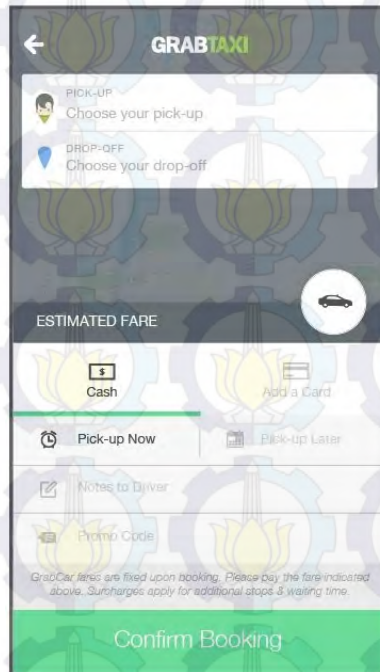 GRABTAXI
PICK-UP
Choose your pick-up
DROP-OFF
Choose your drop-off
ESTIMATED FARE
$
Cash
Add a Card
Pick-up Now
Pick-up Later
Notes to Driver
Promo Code
GrabCar fares are fixed upon booking. Please pay the fare indicated
above. Surcharges apply for additional stops & waiting time.
Confirm Booking